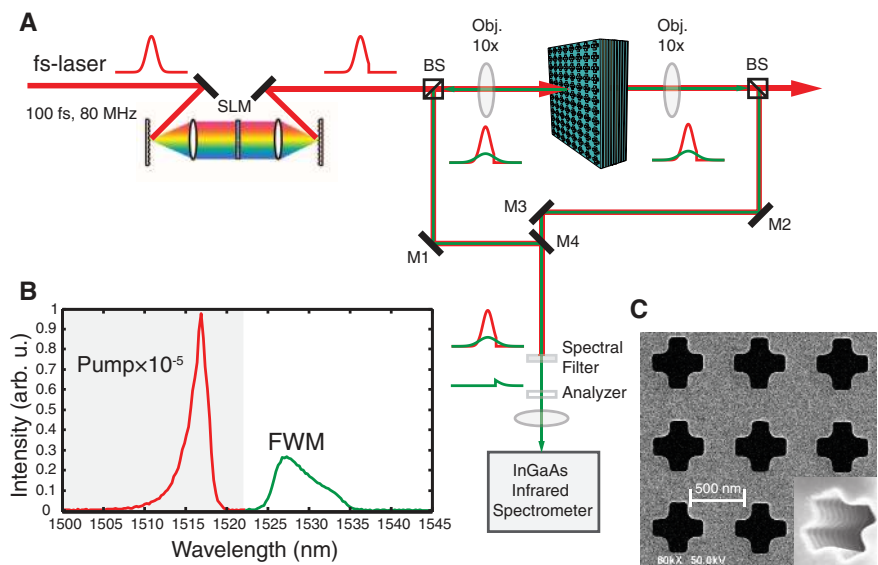 A
fs-laser
100 fs, 80 MHz
SLM
BS
Obj.
10x
Obj.
10x
BS
M1
M3
M4
M2
Spectral
Filter
Analyzer
InGaAs
Infrared
Spectrometer
B
Intensity (arb. u.)
1
0.9
0.8
0.7
0.6
0.5
0.4
0.3
0.2
0.1
0
Pump×10-5
FWM
1500 1505 1510 1515 1520 1525 1530 1535 1540 1545
Wavelength (nm)
C
500 nm
80kX 50.0kV